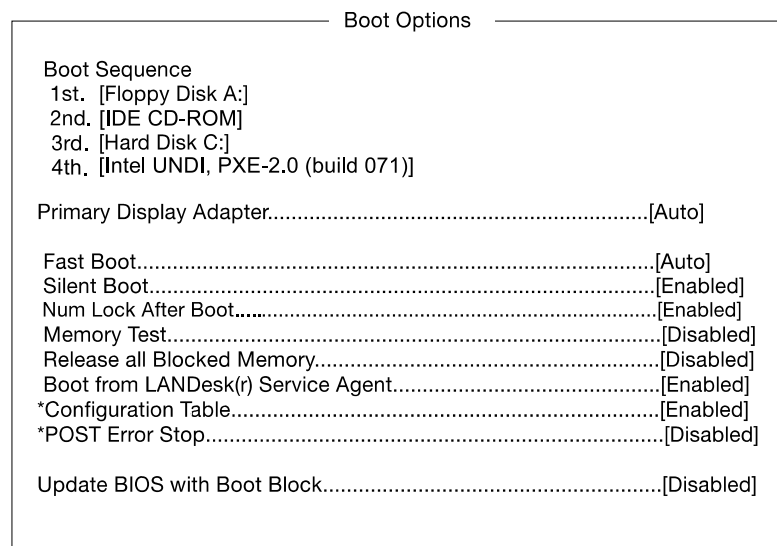 Boot Options
Boot Sequence
1st. [Floppy Disk A:]
2nd. [IDE CD-ROM]
3rd. [Hard Disk C:]
4th. [Intel UNDI, PXE-2.0 (build 071)]
Primary Display Adapter......................................................[Auto]
Fast Boot.........................................................................[Auto]
Silent Boot.......................................................................[Enabled]
Num Lock After Boot...........................................................[Enabled]
Memory Test.....................................................................[Disabled]
Release all Blocked Memory................................................[Disabled]
Boot from LANDesk(r) Service Agent.....................................[Enabled]
*Configuration Table............................................................[Enabled]
*POST Error Stop................................................................[Disabled]
Update BIOS with Boot Block...............................................[Disabled]